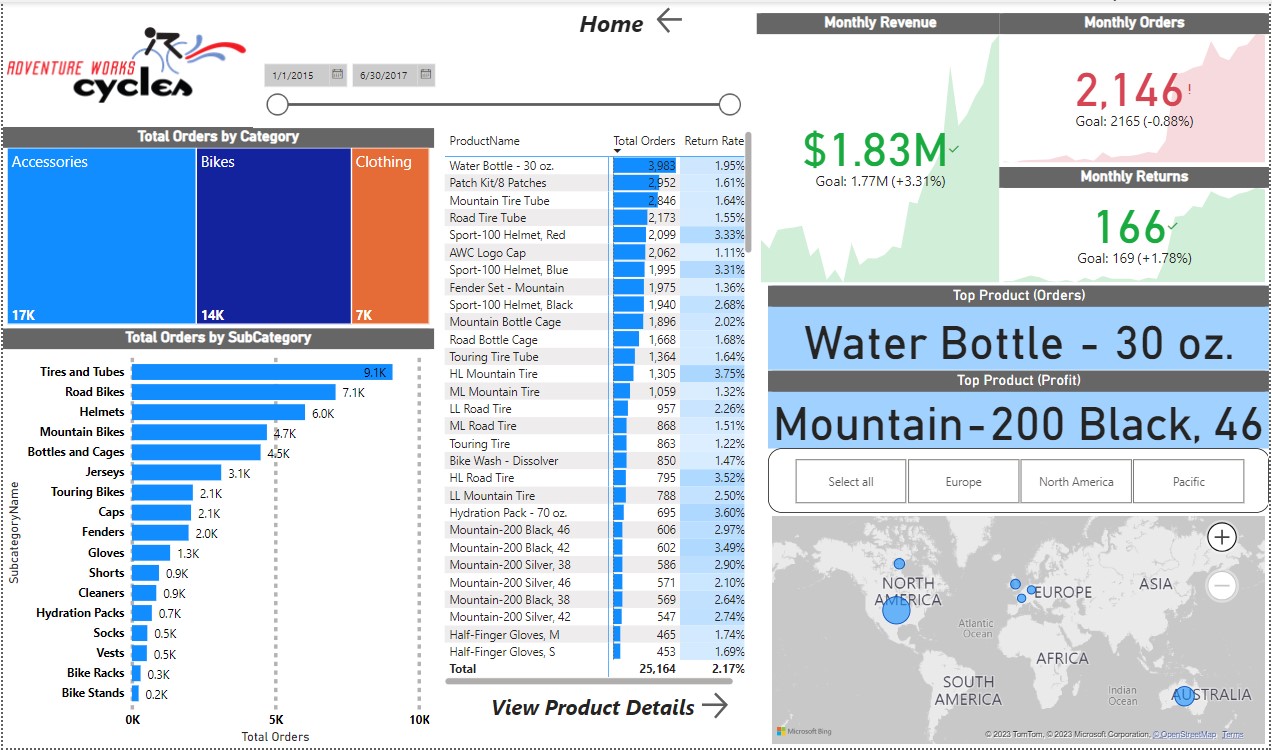 Home
ADVENTURE WORKS
cycles
1/1/2015 6/30/2017
Total Orders by Category
Accessories Bikes Clothing
17K 14K 7K
Total Orders by SubCategory
SubcategoryName
Tires and Tubes 9.1K
Road Bikes 7.1K
Helmets 6.0K
Mountain Bikes 4.7K
Bottles and Cages 4.5K
Jerseys 3.1K
Touring Bikes 2.1K
Caps 2.1K
Fenders 2.0K
Gloves 1.3K
Shorts 0.9K
Cleaners 0.9K
Hydration Packs 0.7K
Socks 0.5K
Vests 0.5K
Bike Racks 0.3K
Bike Stands 0.2K
0K 5K 10K
Total Orders
ProductName Total Orders Return Rate
Water Bottle - 30 oz. 3,983 1.95%
Patch Kit/8 Patches 2,952 1.61%
Mountain Tire Tube 2,846 1.64%
Road Tire Tube 2,173 1.55%
Sport-100 Helmet, Red 2,099 3.33%
AWC Logo Cap 2,062 1.11%
Sport-100 Helmet, Blue 1,995 3.31%
Fender Set - Mountain 1,975 1.36%
Sport-100 Helmet, Black 1,940 2.68%
Mountain Bottle Cage 1,896 2.02%
Road Bottle Cage 1,668 1.68%
Touring Tire Tube 1,364 1.64%
HL Mountain Tire 1,305 3.75%
ML Mountain Tire 1,059 1.32%
LL Road Tire 957 2.26%
ML Road Tire 868 1.51%
Touring Tire 863 1.22%
Bike Wash - Dissolver 850 1.47%
HL Road Tire 795 3.52%
LL Mountain Tire 788 2.50%
Hydration Pack - 70 oz. 695 3.60%
Mountain-200 Black, 46 606 2.97%
Mountain-200 Black, 42 602 3.49%
Mountain-200 Silver, 38 586 2.90%
Mountain-200 Silver, 46 571 2.10%
Mountain-200 Black, 38 569 2.64%
Mountain-200 Silver, 42 547 2.74%
Half-Finger Gloves, M 465 1.74%
Half-Finger Gloves, S 453 1.69%
Total 25,164 2.17%
View Product Details
Monthly Revenue
$1.83M
Goal: 1.77M (+3.31%)
Monthly Orders
2,146!
Goal: 2165 (-0.88%)
Monthly Returns
166
Goal: 169 (+1.78%)
Top Product (Orders)
Water Bottle - 30 oz.
Top Product (Profit)
Mountain-200 Black, 46
Select all Europe North America Pacific
NORTH
AMERICA
EUROPE
ASIA
Atlantic
Ocean
AFRICA
SOUTH
AMERICA
Indian
Ocean
AUSTRALIA
Microsoft Bing
© 2023 TomTom, © 2023 Microsoft Corporation, © OpenStreetMap Terms